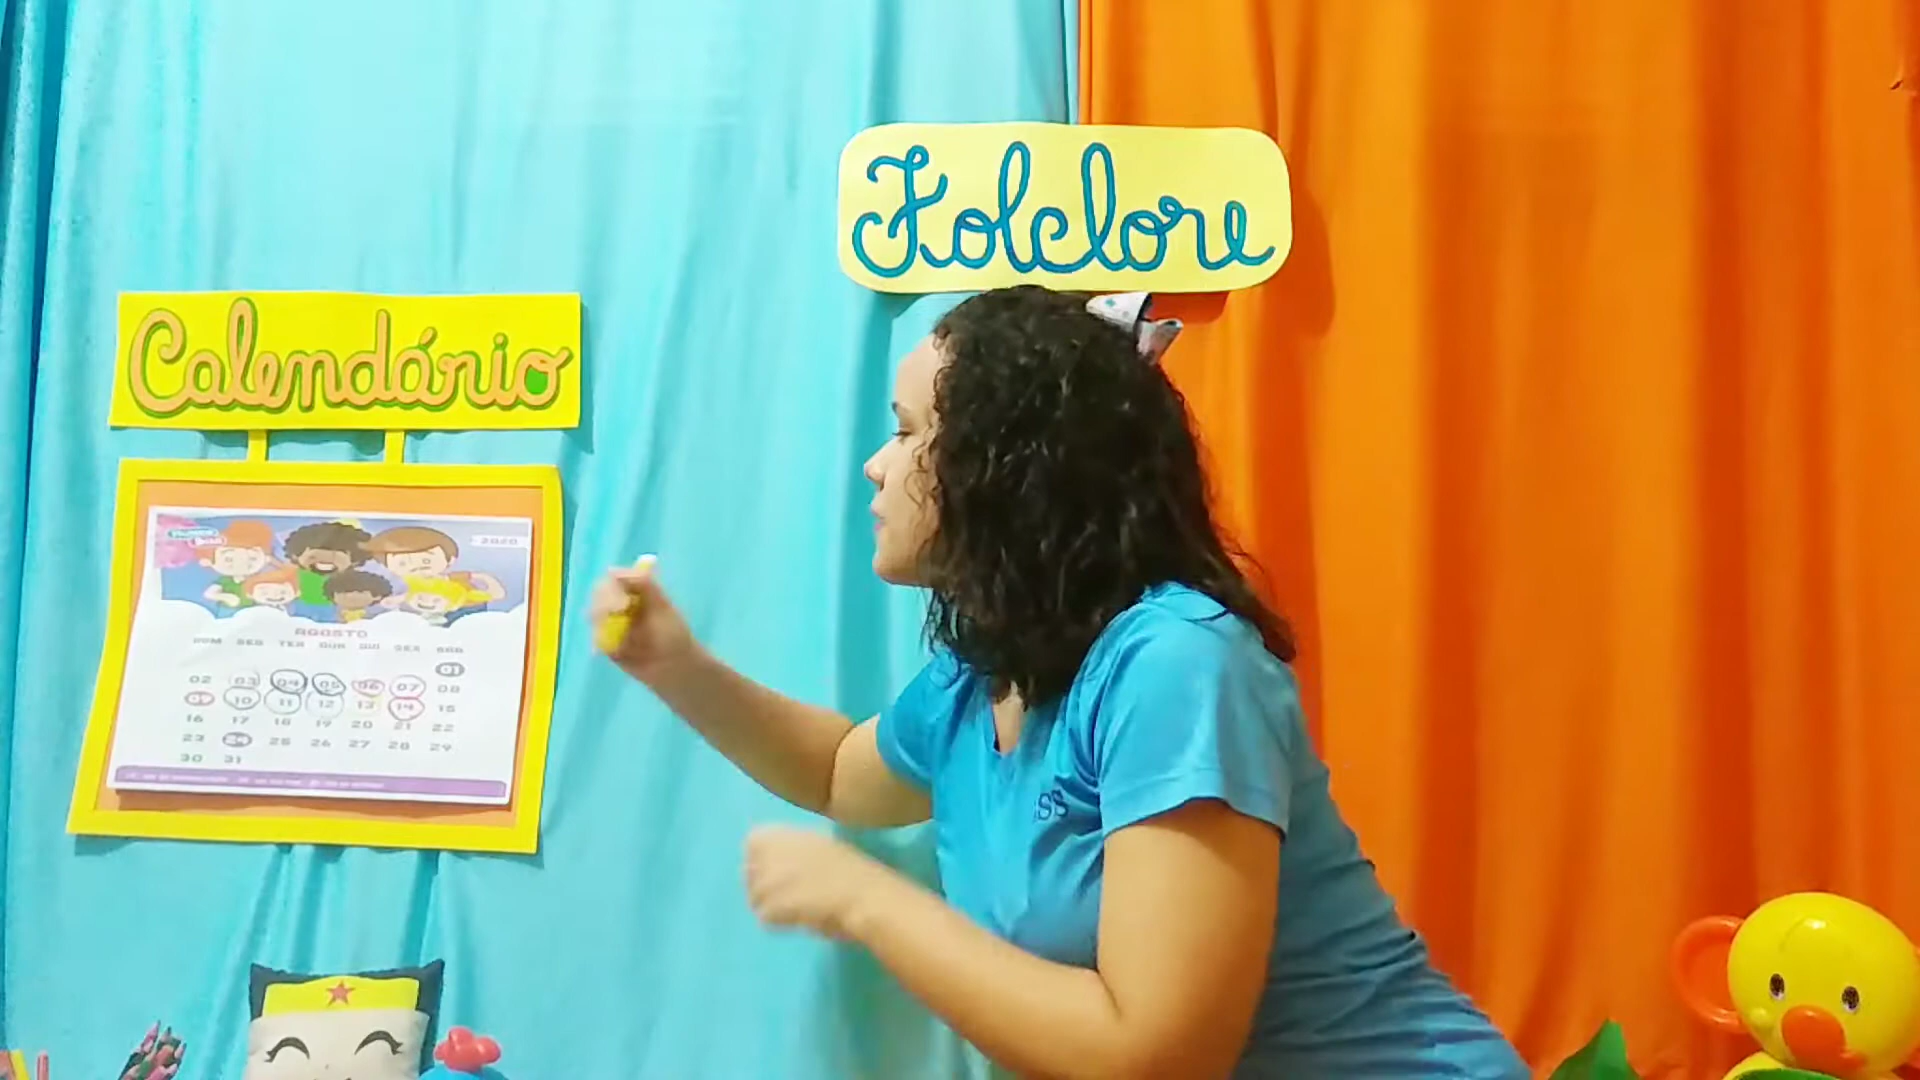 Folclore
Calendário
2020
AGOSTO
DOM SEG TER QUA QUI SEX SAB
01
02 03 04 05 06 07 08
09 10 11 12 13 14 15
16 17 18 19 20 21 22
23 24 25 26 27 28 29
30 31
SS